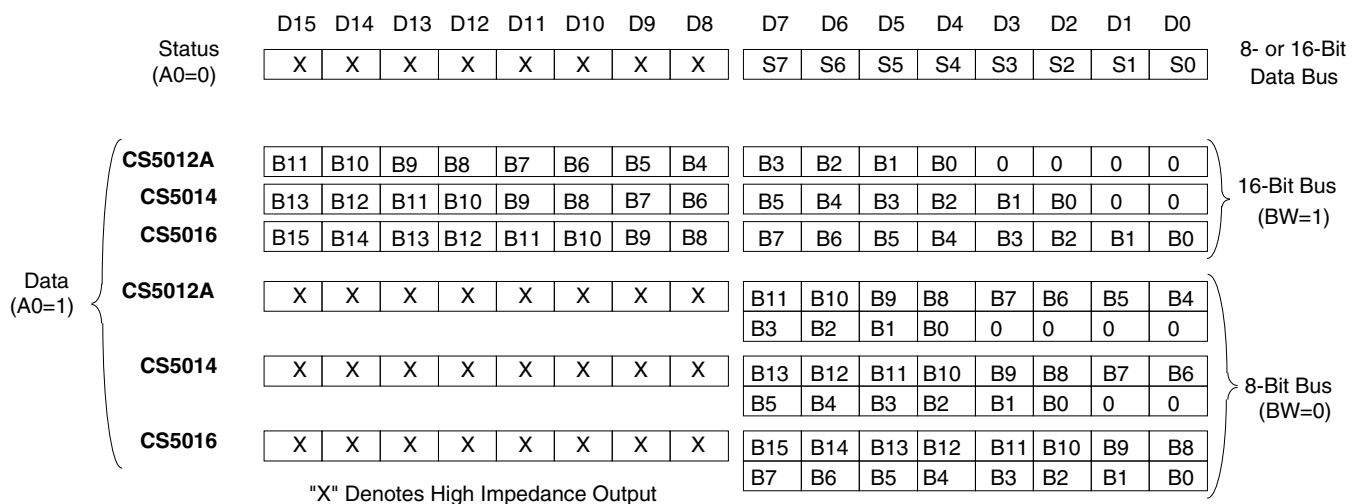 D15 D14 D13 D12 D11 D10 D9 D8 D7 D6 D5 D4 D3 D2 D1 D0
Status
(A0=0)
X X X X X X X X S7 S6 S5 S4 S3 S2 S1 S0
8- or 16-Bit
Data Bus
CS5012A B11 B10 B9 B8 B7 B6 B5 B4 B3 B2 B1 B0 0 0 0 0
CS5014 B13 B12 B11 B10 B9 B8 B7 B6 B5 B4 B3 B2 B1 B0 0 0
CS5016 B15 B14 B13 B12 B11 B10 B9 B8 B7 B6 B5 B4 B3 B2 B1 B0
16-Bit Bus
(BW=1)
Data
(A0=1)
CS5012A X X X X X X X X B11 B10 B9 B8 B7 B6 B5 B4
B3 B2 B1 B0 0 0 0 0
CS5014 X X X X X X X X B13 B12 B11 B10 B9 B8 B7 B6
B5 B4 B3 B2 B1 B0 0 0
8-Bit Bus
(BW=0)
CS5016 X X X X X X X X B15 B14 B13 B12 B11 B10 B9 B8
B7 B6 B5 B4 B3 B2 B1 B0
"X" Denotes High Impedance Output